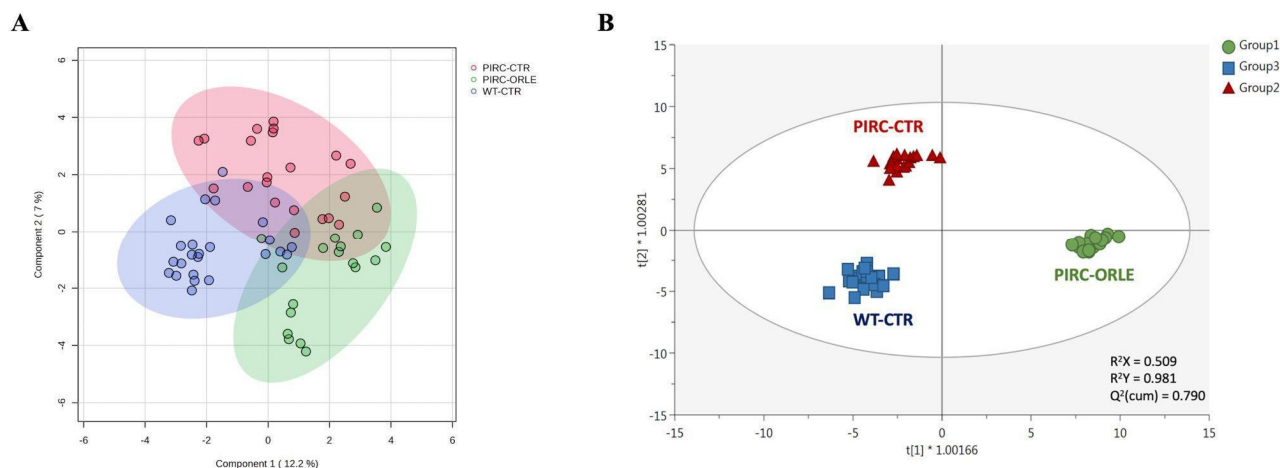 A
6
4
2
0
-2
-4
-6
Component 2 ( 7 %)
-6
-4
-2
0
2
4
6
Component 1 ( 12.2 %)
PIRC-CTR
PIRC-ORLE
WT-CTR
B
15
10
5
0
-5
-10
-15
t[2] * 1.00281
-15
-10
-5
0
5
10
15
t[1] * 1.00166
PIRC-CTR
PIRC-ORLE
WT-CTR
R²X = 0.509
R²Y = 0.981
Q²(cum) = 0.790
Group1
Group3
Group2